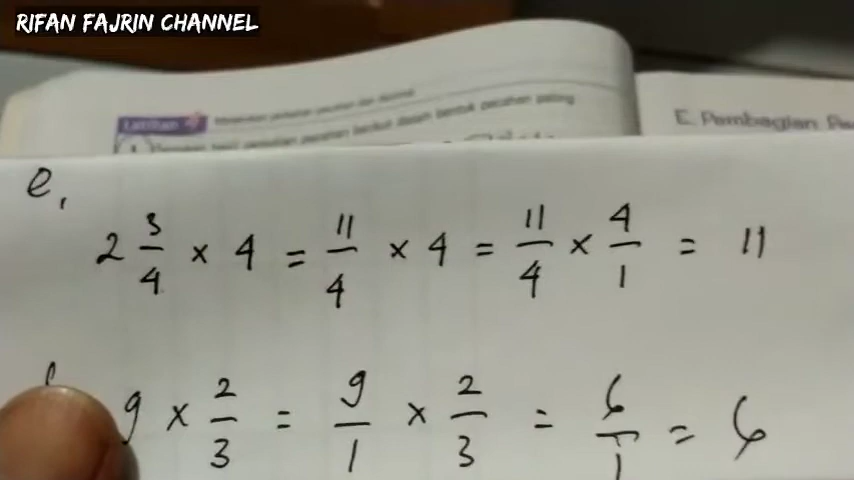 RIFAN FAJRIN CHANNEL
Latihan
E. Pembagian
e,
2 3/4 × 4 = 11/4 × 4 = 11/4 × 4/1 = 11
9 × 2/3 = 9/1 × 2/3 = 6/1 = 6